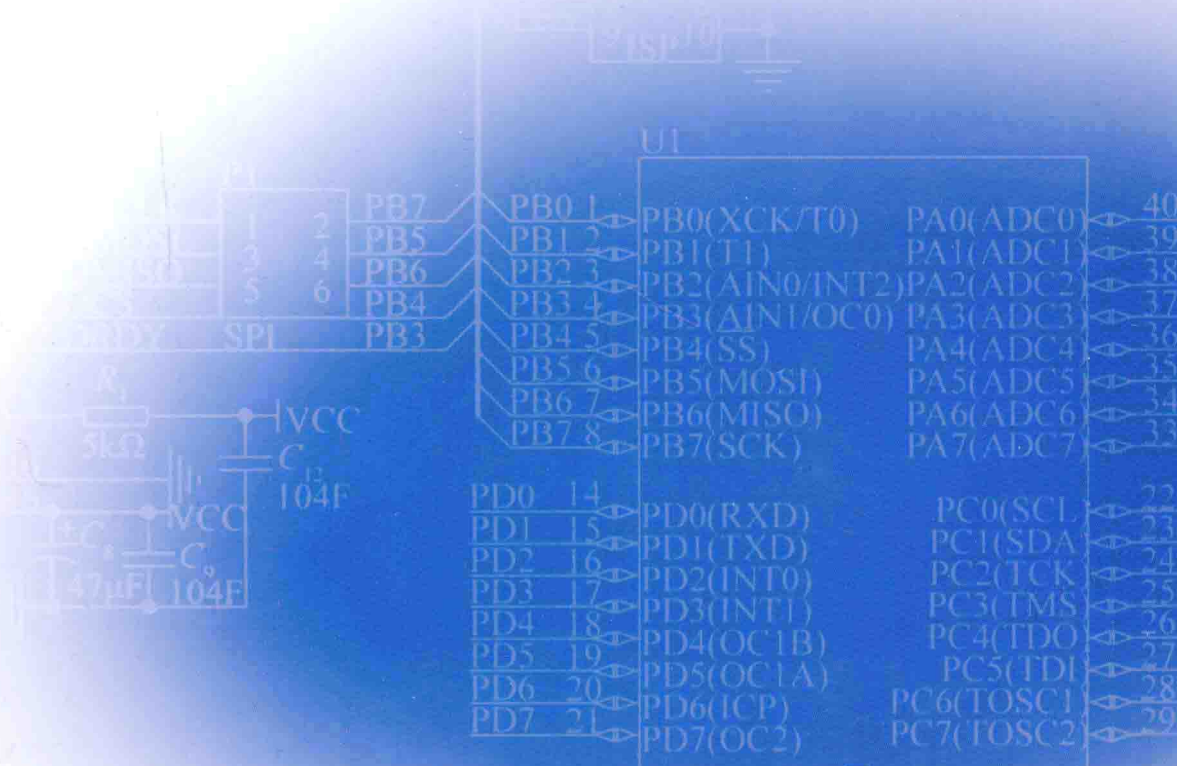 9 ISP 10
U1
P1
1 2 PB7
3 4 PB5
5 6 PB6
PB4
DRDY SPI PB3
PB0 1 PB0(XCK/T0) PA0(ADC0) 40
PB1 2 PB1(T1) PA1(ADC1) 39
PB2 3 PB2(AIN0/INT2) PA2(ADC2) 38
PB3 4 PB3(AIN1/OC0) PA3(ADC3) 37
PB4 5 PB4(SS) PA4(ADC4) 36
PB5 6 PB5(MOSI) PA5(ADC5) 35
PB6 7 PB6(MISO) PA6(ADC6) 34
PB7 8 PB7(SCK) PA7(ADC7) 33
5kΩ
VCC
C12
104F
VCC
C8
47μF
C9
104F
PD0 14 PD0(RXD) PC0(SCL 22
PD1 15 PD1(TXD) PC1(SDA 23
PD2 16 PD2(INT0) PC2(TCK 24
PD3 17 PD3(INT1) PC3(TMS 25
PD4 18 PD4(OC1B) PC4(TDO 26
PD5 19 PD5(OC1A) PC5(TDI 27
PD6 20 PD6(ICP) PC6(TOSC1 28
PD7 21 PD7(OC2) PC7(TOSC2 29